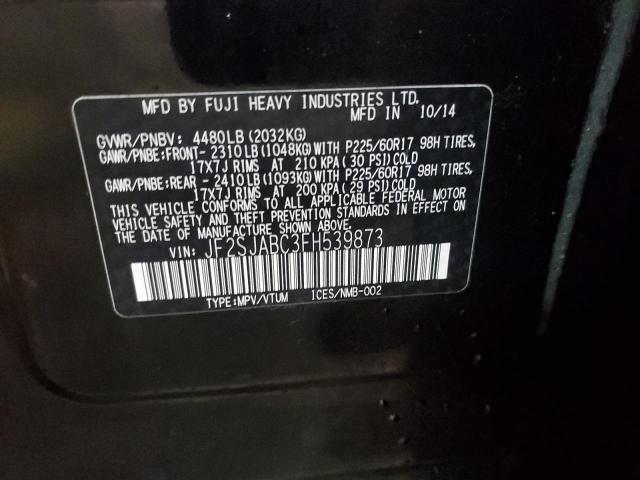 MFD BY FUJI HEAVY INDUSTRIES LTD.
MFD IN 10/14
GVWR/PNBV: 4480LB (2032KG)
GAWR/PNBE:FRONT- 2310LB(1048KG)WITH P225/60R17 98H TIRES,
17X7J RIMS AT 210 KPA(30 PSI)COLD
GAWR/PNBE:REAR - 2410LB(1093KG)WITH P225/60R17 98H TIRES,
17X7J RIMS AT 200 KPA(29 PSI)COLD
THIS VEHICLE CONFORMS TO ALL APPLICABLE FEDERAL MOTOR
VEHICLE SAFETY AND THEFT PREVENTION STANDARDS IN EFFECT ON
THE DATE OF MANUFACTURE SHOWN ABOVE.
VIN: JF2SJABC3FH539873
TYPE:MPV/VTUM ICES/NMB-002